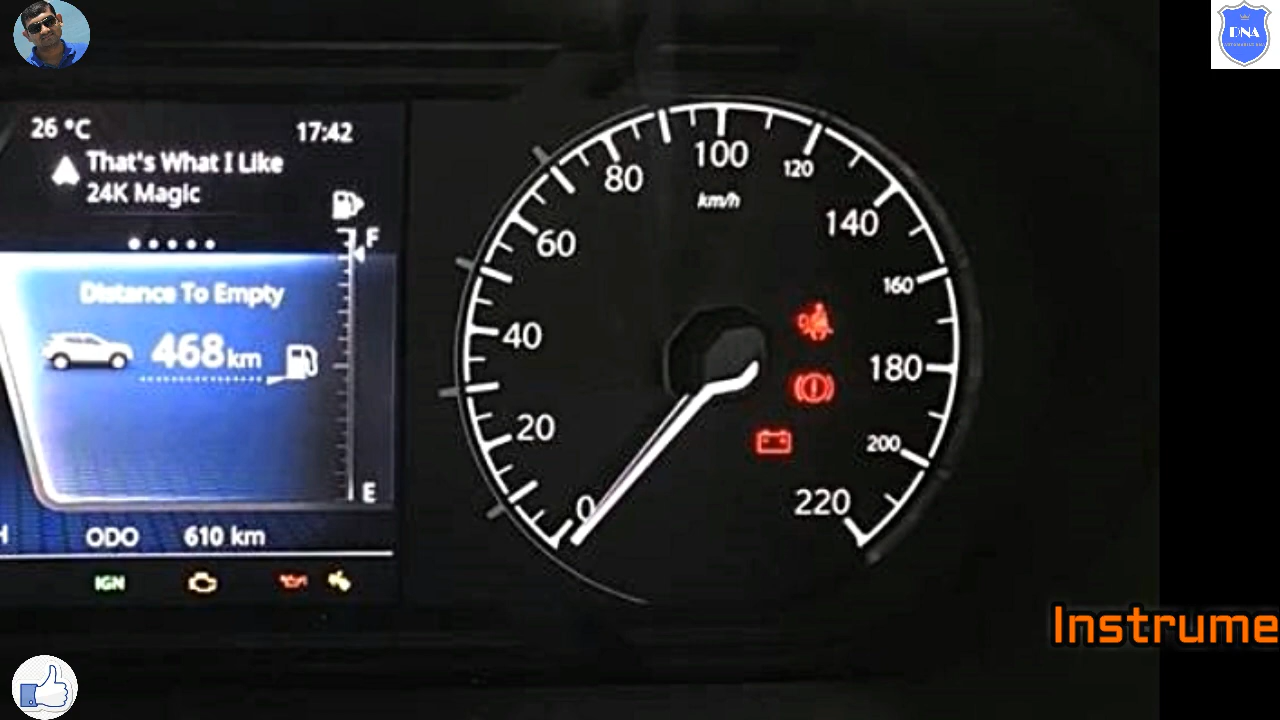 DNA
26 °C
17:42
That's What I Like
24K Magic
F
Distance To Empty
468 km
E
ODO 610 km
IGN
0
20
40
60
80
100
120
140
160
180
200
220
km/h
Instrume